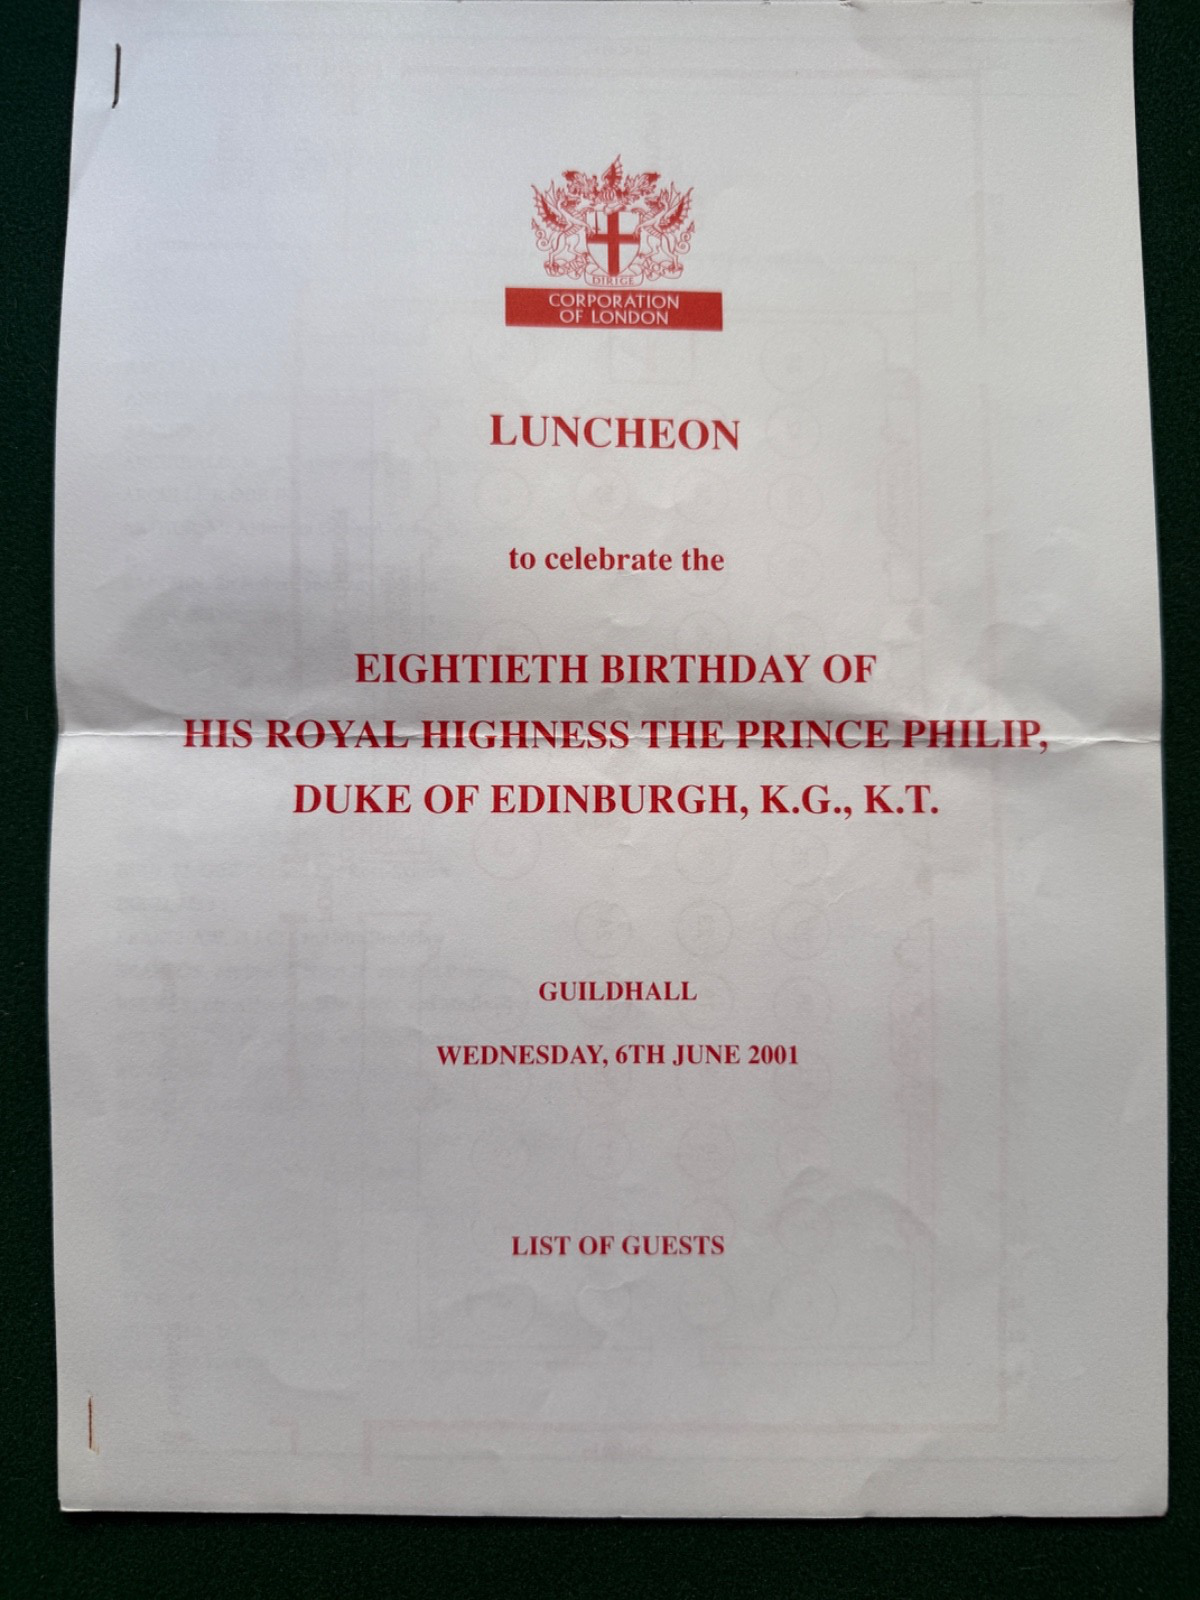 DIRIGE
CORPORATION
OF LONDON
LUNCHEON
to celebrate the
EIGHTIETH BIRTHDAY OF
HIS ROYAL HIGHNESS THE PRINCE PHILIP,
DUKE OF EDINBURGH, K.G., K.T.
GUILDHALL
WEDNESDAY, 6TH JUNE 2001
LIST OF GUESTS